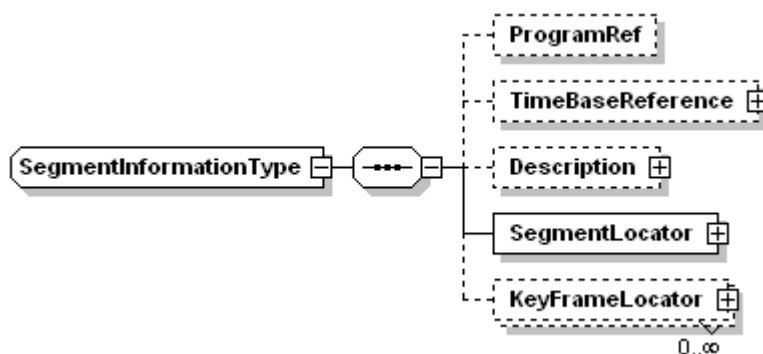 ProgramRef
TimeBaseReference
Description
SegmentInformationType
SegmentLocator
KeyFrameLocator
0..∞